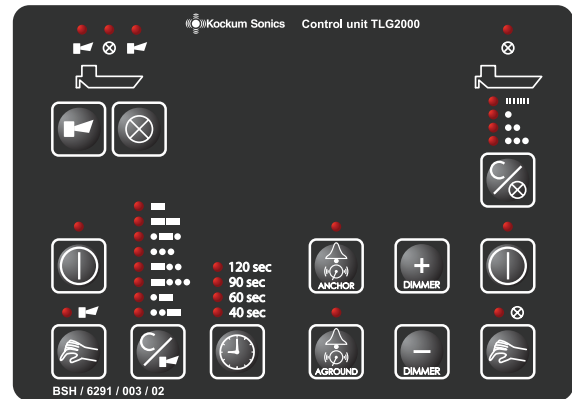 Kockum Sonics Control unit TLG2000
C/
120 sec
90 sec
60 sec
40 sec
ANCHOR
+
DIMMER
C/
AGROUND
−
DIMMER
BSH / 6291 / 003 / 02